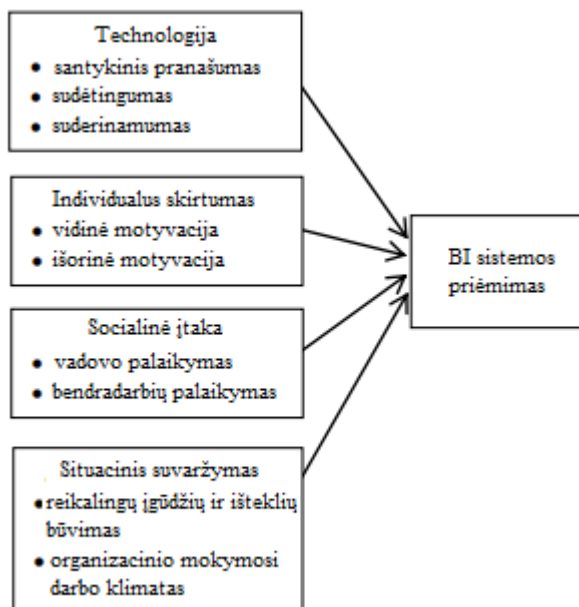 Technologija
● santykinis pranašumas
● sudėtingumas
● suderinamumas
Individualus skirtumas
● vidinė motyvacija
● išorinė motyvacija
Socialinė įtaka
● vadovo palaikymas
● bendradarbių palaikymas
Situacinis suvaržymas
● reikalingų įgūdžių ir išteklių
būvimas
● organizacinio mokymosi
darbo klimatas
BI sistemos
priėmimas